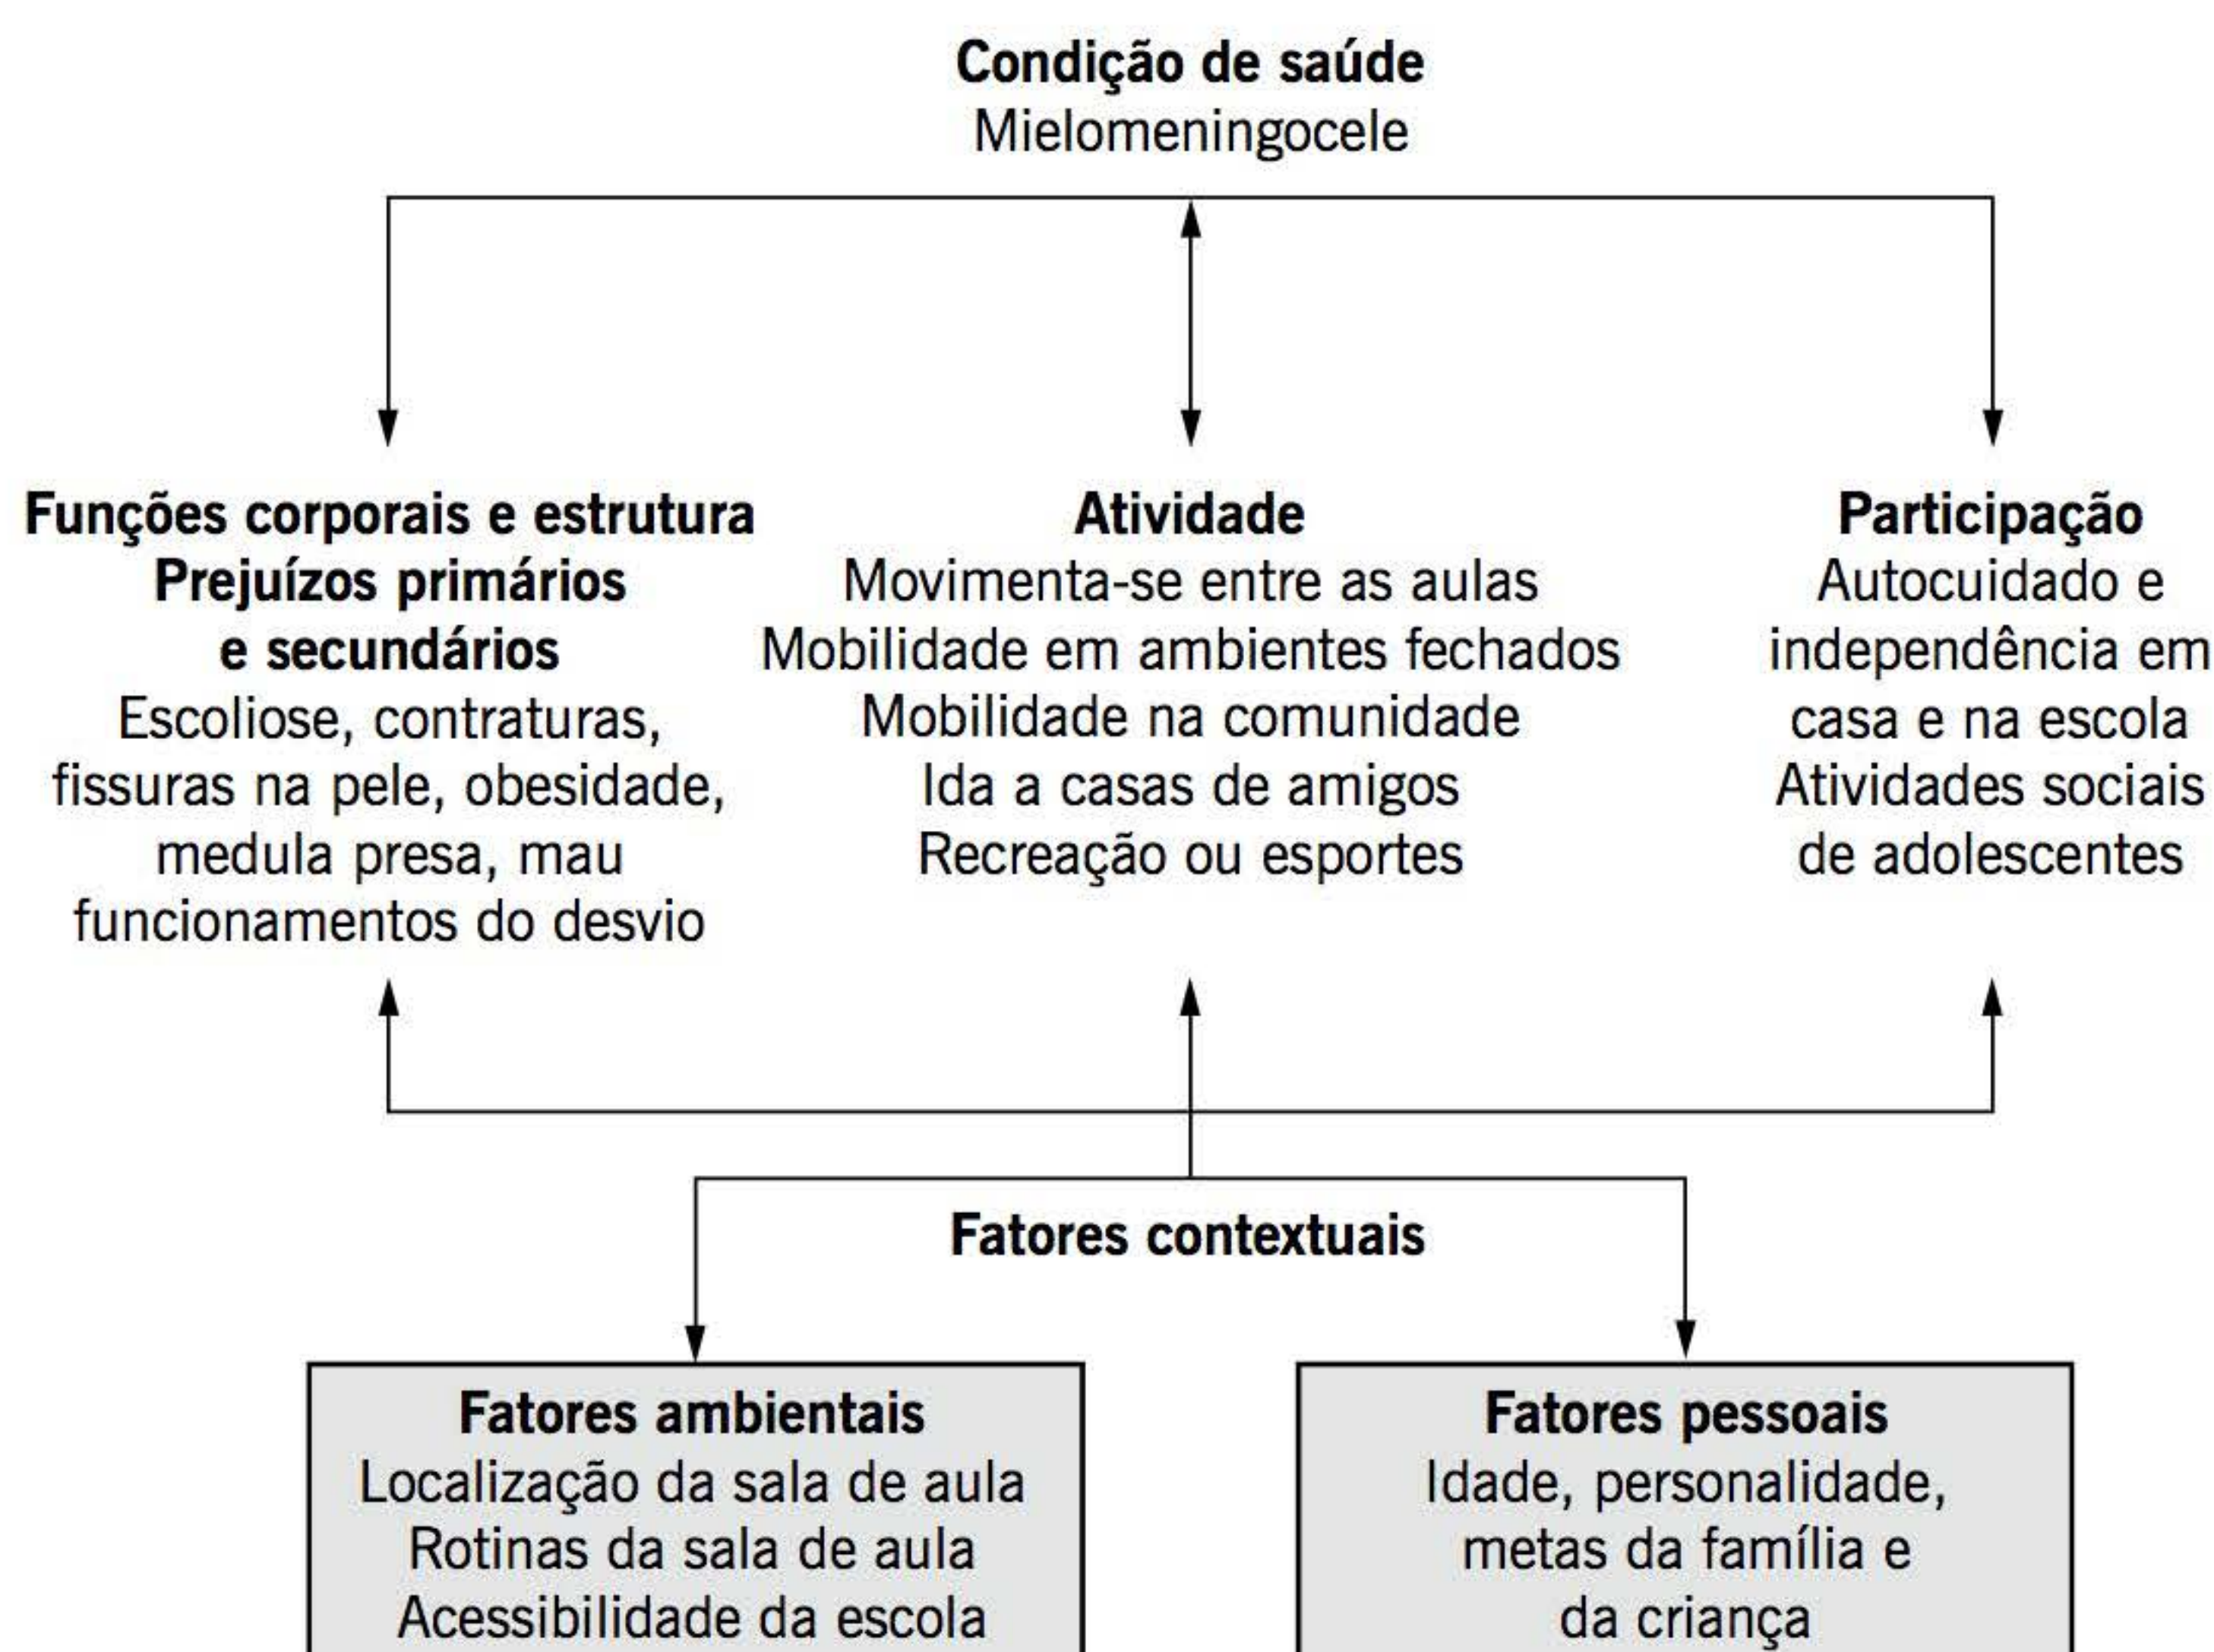 Condição de saúde
Mielomeningocele
Funções corporais e estrutura
Prejuízos primários
e secundários
Escoliose, contraturas,
fissuras na pele, obesidade,
medula presa, mau
funcionamentos do desvio
Atividade
Movimenta-se entre as aulas
Mobilidade em ambientes fechados
Mobilidade na comunidade
Ida a casas de amigos
Recreação ou esportes
Participação
Autocuidado e
independência em
casa e na escola
Atividades sociais
de adolescentes
Fatores contextuais
Fatores ambientais
Localização da sala de aula
Rotinas da sala de aula
Acessibilidade da escola
Fatores pessoais
Idade, personalidade,
metas da família e
da criança